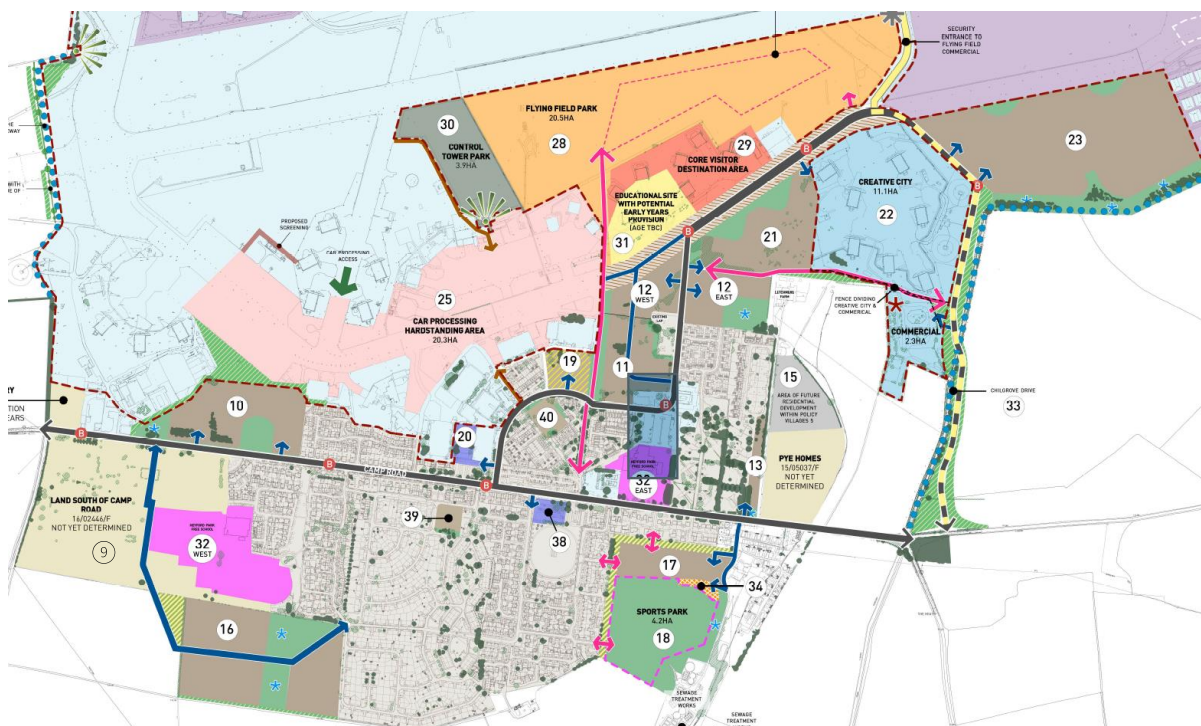 SECURITY
ENTRANCE TO
FLYING FIELD
COMMERCIAL
FLYING FIELD PARK
20.5HA
28
30
CONTROL
TOWER PARK
3.9HA
29
CORE VISITOR
DESTINATION AREA
B
23
CREATIVE CITY
11.1HA
22
B
EDUCATIONAL SITE
WITH POTENTIAL
EARLY YEARS
PROVISION
(AGE TBC)
31
B
21
PROPOSED
SCREENING
CAR PROCESSING
ACCESS
25
CAR PROCESSING
HARDSTANDING AREA
20.3HA
12
WEST
12
EAST
FENCE DIVIDING
CREATIVE CITY &
COMMERICAL
COMMERCIAL
2.3HA
19
11
15
AREA OF FUTURE
RESIDENTIAL
DEVELOPMENT
WITHIN POLICY
VILLAGES 5
CHILGROVE DRIVE
33
10
40
B
20
B
B
CAMP ROAD
B
13
PYE HOMES
15/05037/F
NOT YET
DETERMINED
32
EAST
LAND SOUTH OF CAMP
ROAD
16/02446/F
NOT YET DETERMINED
9
32
WEST
39
38
17
34
SPORTS PARK
4.2HA
18
16
SEWAGE
TREATMENT
WORKS
SEWAGE
TREATMENT